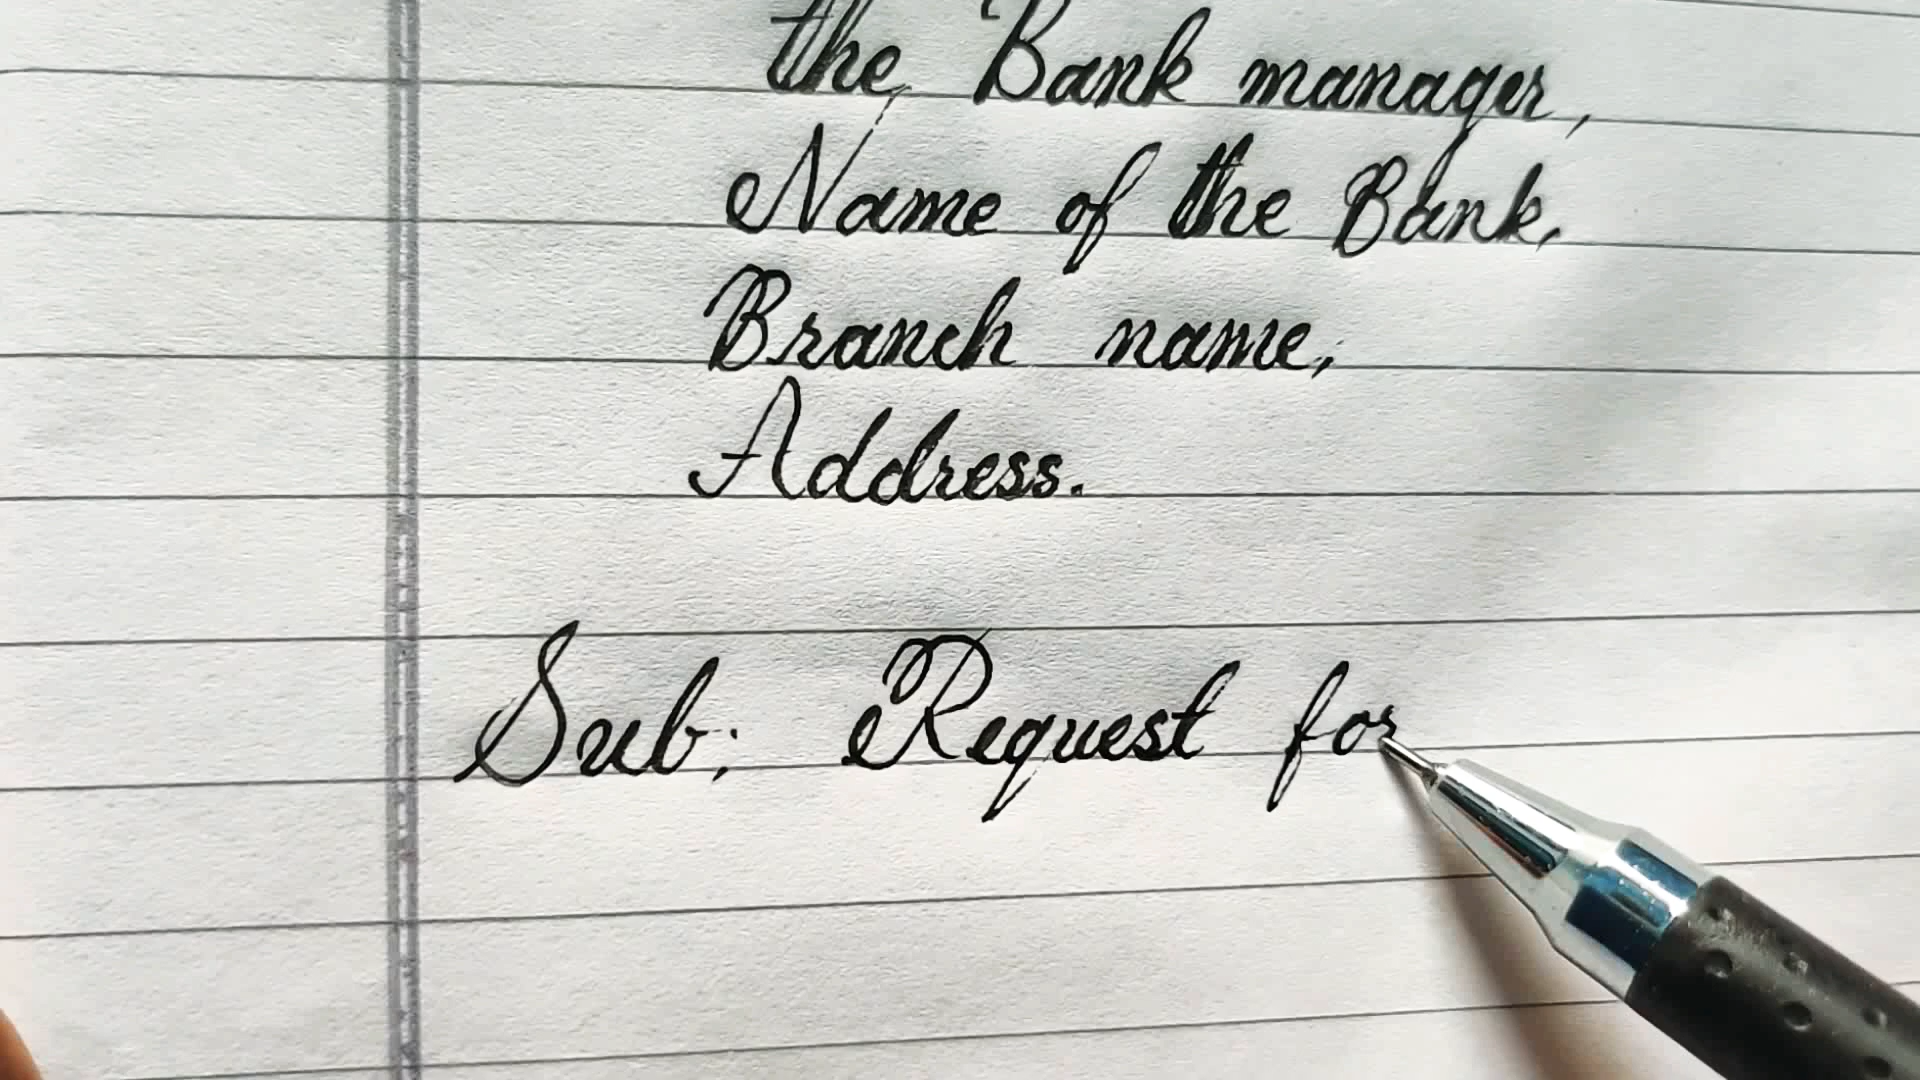 the Bank manager,
Name of the Bank,
Branch name,
Address.
Sub: Request for